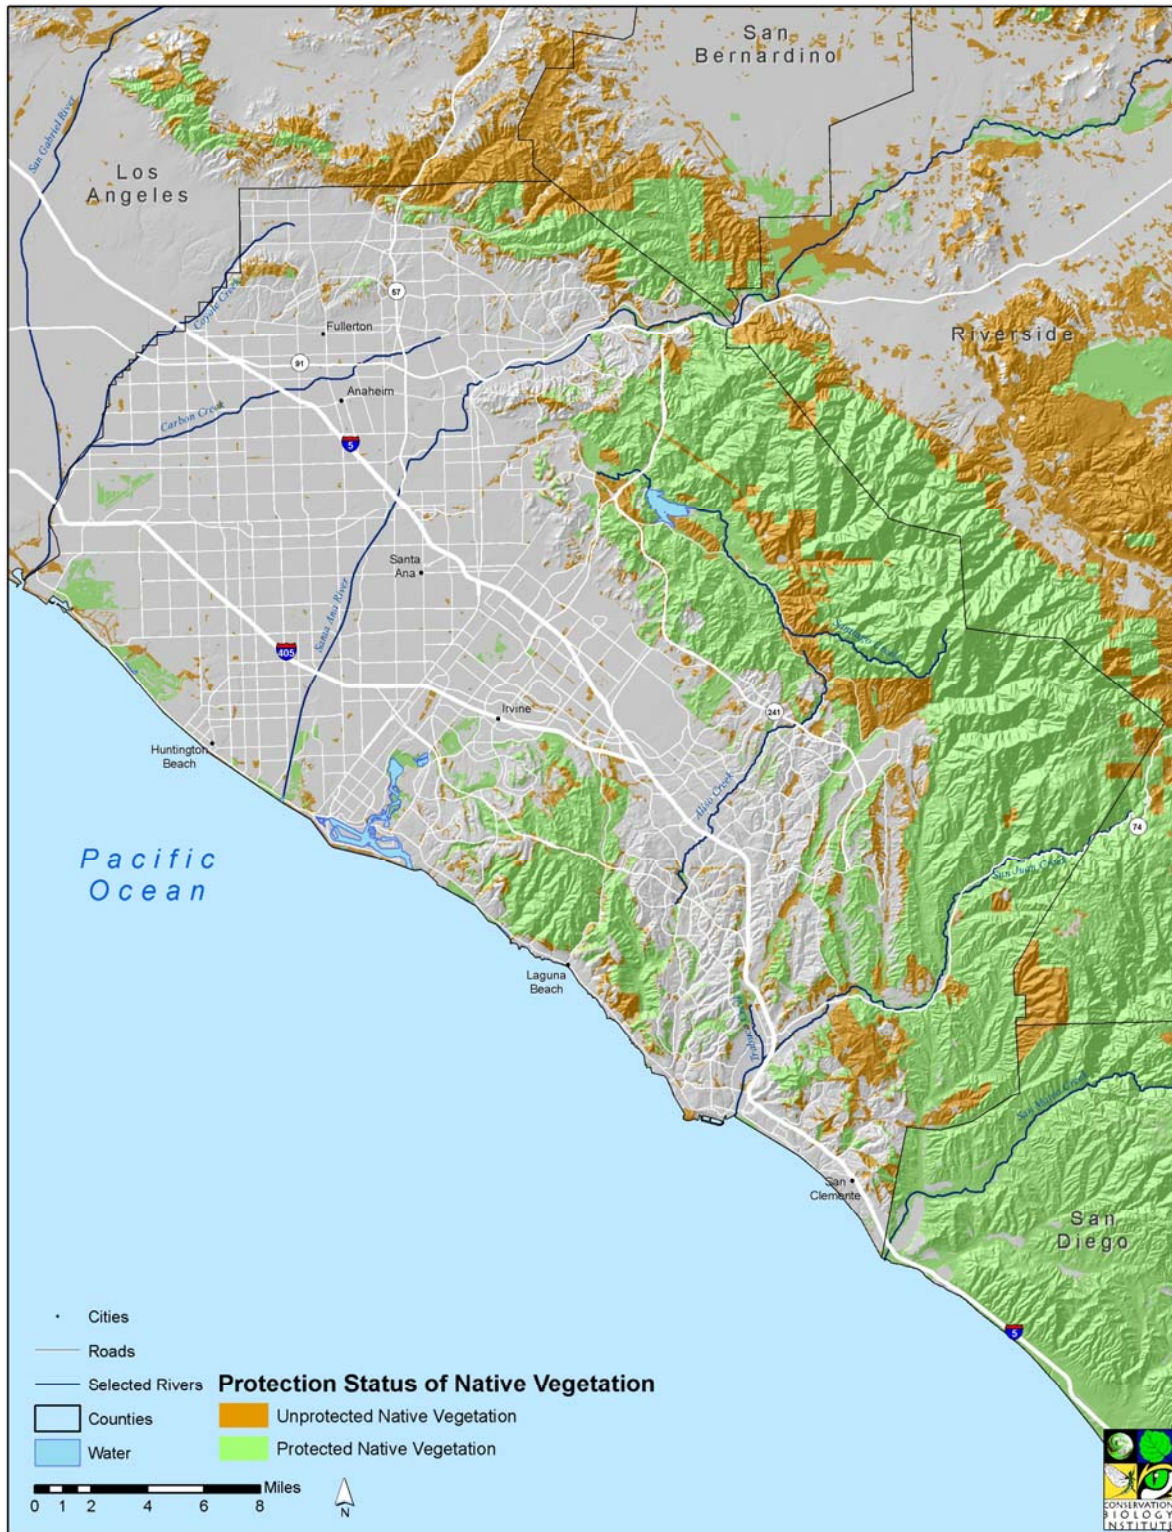 San
Bernardino
San Gabriel River
Los
Angeles
57
Coyote Creek
Fullerton
Riverside
91
Anaheim
Carbon Creek
5
Santa
Ana
Santa Ana River
Santiago Creek
405
241
Irvine
Huntington
Beach
Aliso Creek
74
Pacific
Ocean
San Juan Creek
Laguna
Beach
Trabuco Creek
San Mateo Creek
San
Clemente
San
Diego
5
Cities
Roads
Selected Rivers
Protection Status of Native Vegetation
Counties
Unprotected Native Vegetation
Water
Protected Native Vegetation
Miles
0 1 2 4 6 8
N
CONSERVATION
BIOLOGY
INSTITUTE